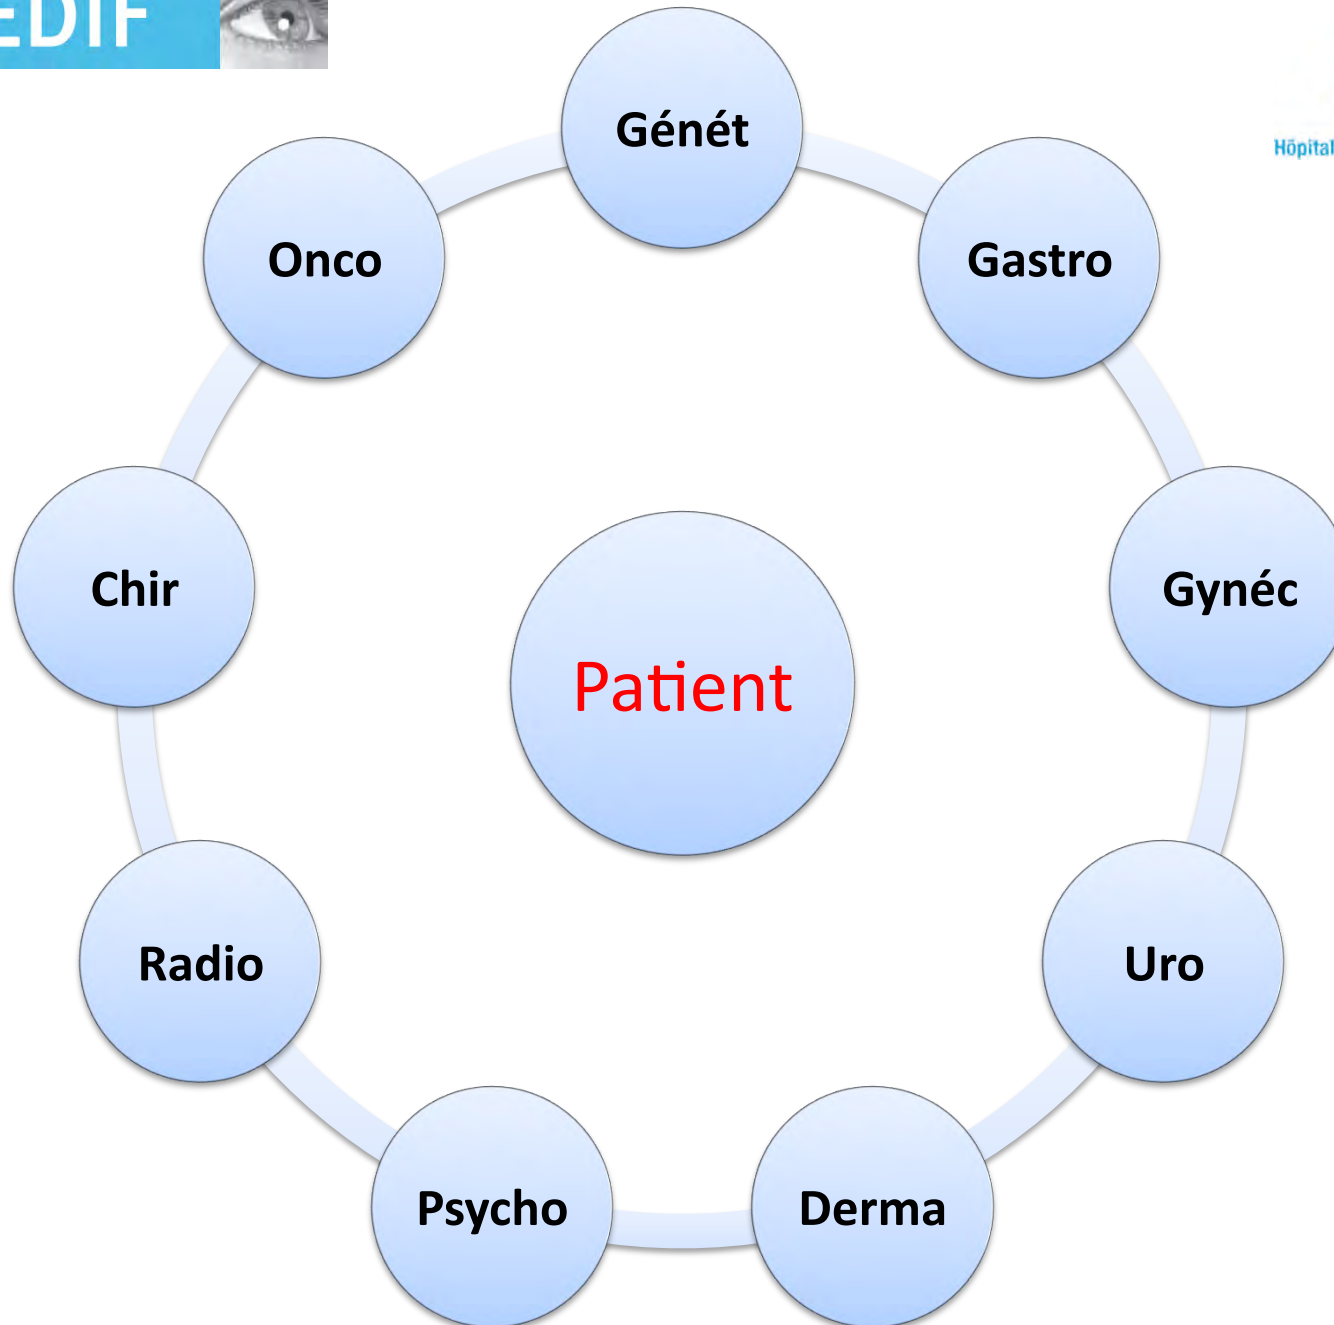 EDIF
Hôpital
Génét
Onco
Gastro
Chir
Gynéc
Patient
Radio
Uro
Psycho
Derma